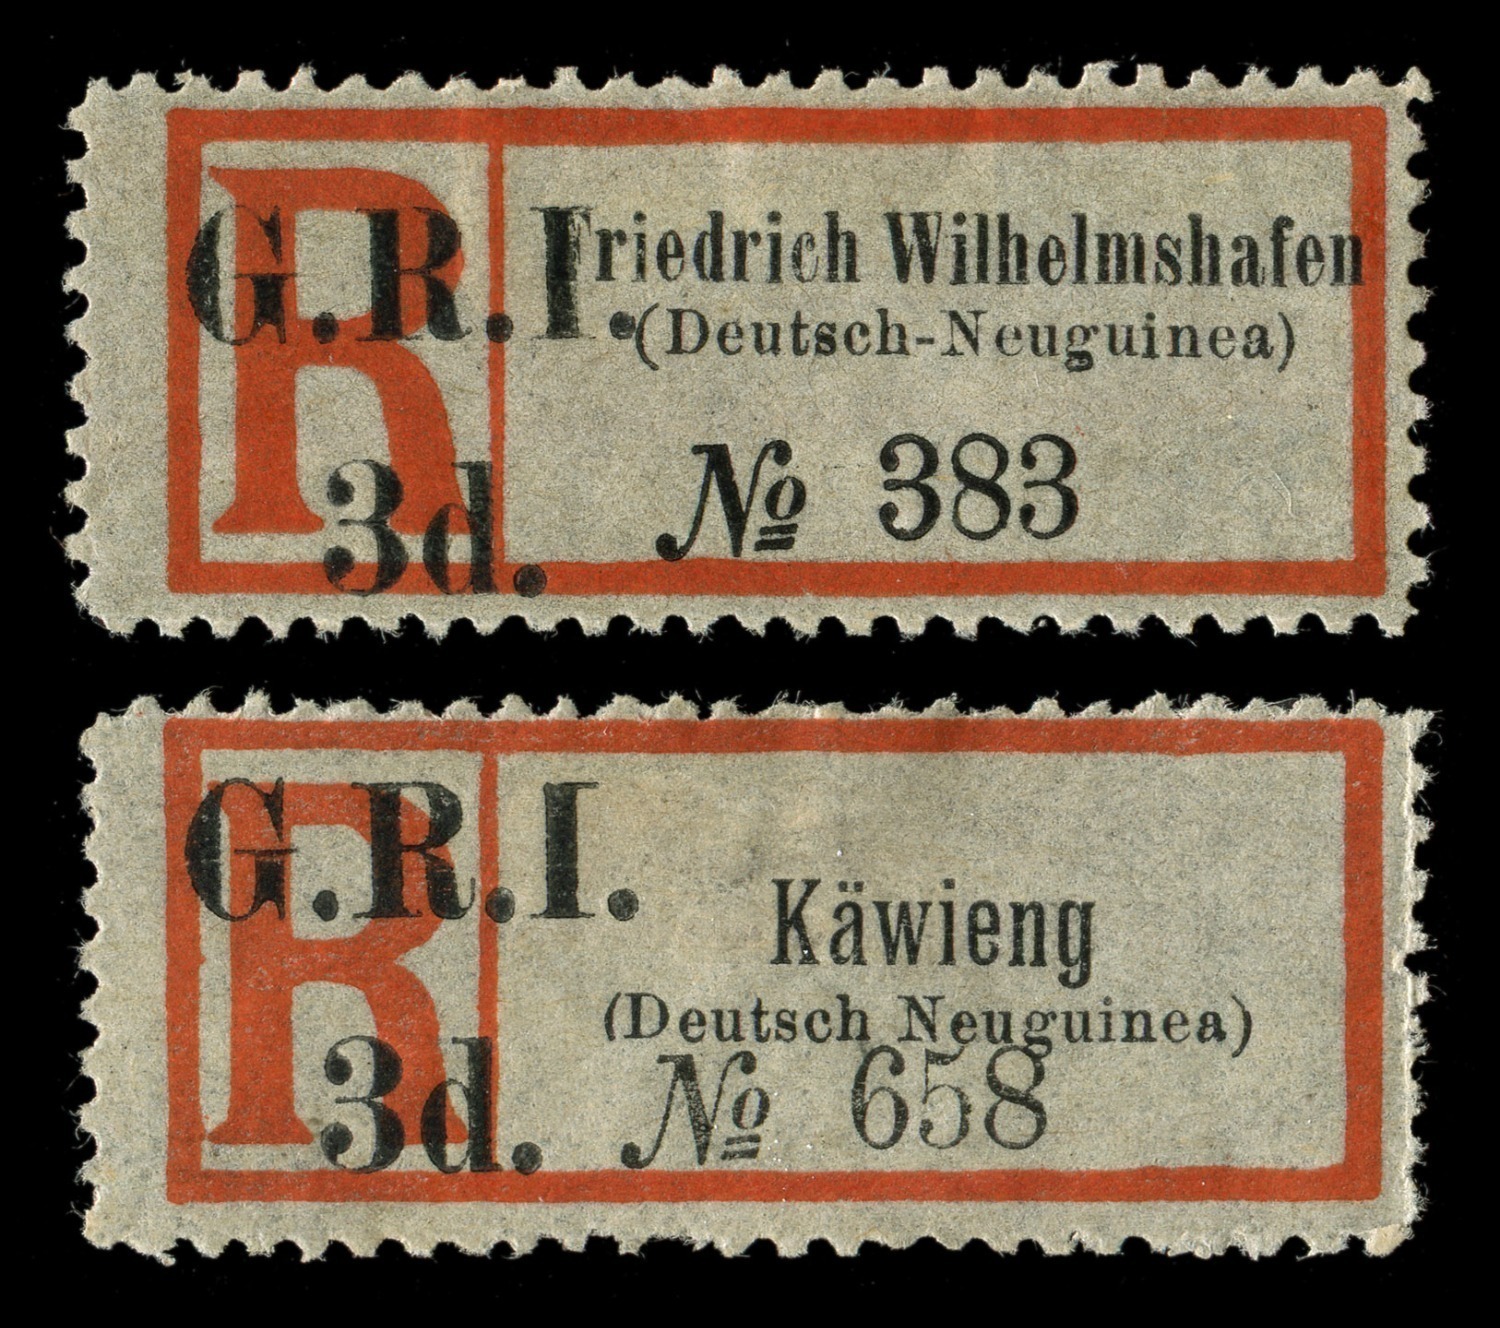 R
G.R.I.
Friedrich Wilhelmshafen
(Deutsch-Neuguinea)
3d.
№ 383
R
G.R.I.
Käwieng
(Deutsch Neuguinea)
3d.
№ 658